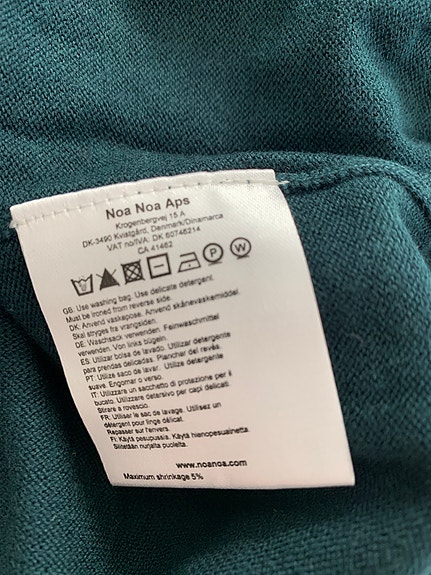 Noa Noa Aps
Krogenbergvej 15 A
DK-3490 Kvistgård, Denmark/Dinamarca
VAT no/IVA: DK 60748214
CA 41482
P W
GB: Use washing bag. Use delicate detergent.
Must be ironed from reverse side.
DK: Anvend vaskepose. Anvend skånevaskemiddel.
Skal stryges fra vrangsiden.
DE: Waschsack verwenden. Feinwaschmittel
verwenden. Von links bügeln.
ES: Utilizar bolsa de lavado. Utilizar detergente
para prendas delicadas. Planchar del revés.
PT: Utilize saco de lavar. Utilize detergente
suave. Engomar o verso.
IT: Utilizzare un sacchetto di protezione per il
bucato. Utilizzare detersivo per capi delicati.
Stirare a rovescio.
FR: Utiliser le sac de lavage. Utilisez un
détergent pour linge délicat.
Repasser sur l'envers.
FI: Käytä pesupussia. Käytä hienopesuainetta.
Silitetään nurjalta puolelta.
www.noanoa.com
Maximum shrinkage 5%